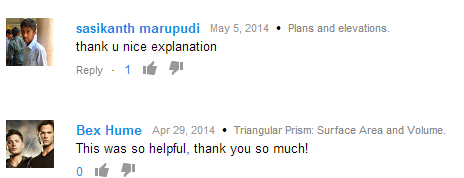 sasikanth marupudi May 5, 2014 • Plans and elevations.
thank u nice explanation
Reply · 1
Bex Hume Apr 29, 2014 • Triangular Prism: Surface Area and Volume.
This was so helpful, thank you so much!
0